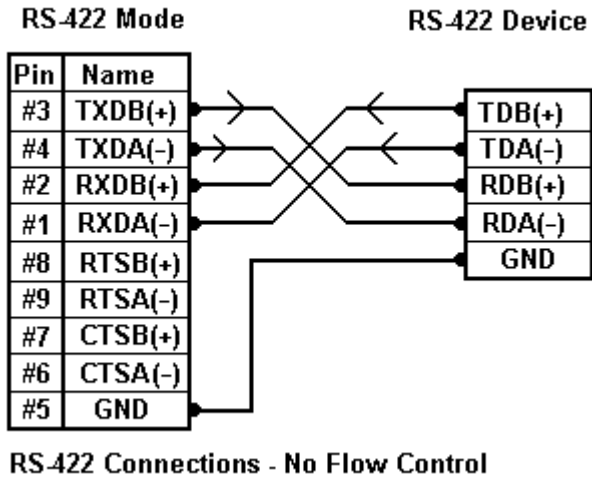 RS-422 Mode
RS-422 Device
Pin Name
#3 TXDB(+)
#4 TXDA(-)
#2 RXDB(+)
#1 RXDA(-)
#8 RTSB(+)
#9 RTSA(-)
#7 CTSB(+)
#6 CTSA(-)
#5 GND
TDB(+)
TDA(-)
RDB(+)
RDA(-)
GND
RS-422 Connections - No Flow Control